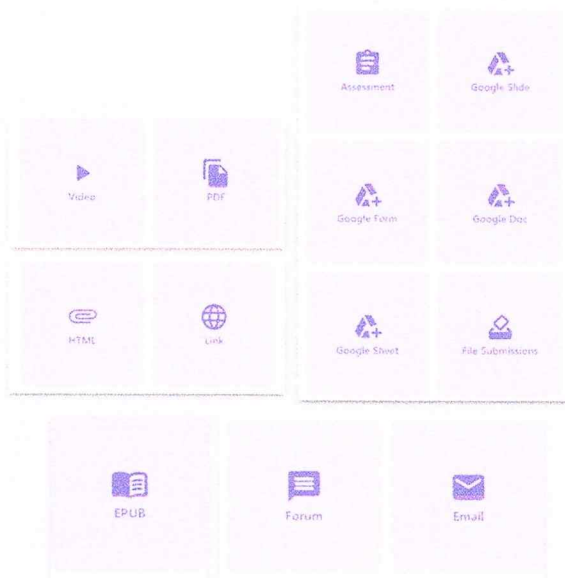 Assessment
Google Slide
Video
PDF
Google Form
Google Doc
HTML
Link
Google Sheet
File Submissions
EPUB
Forum
Email